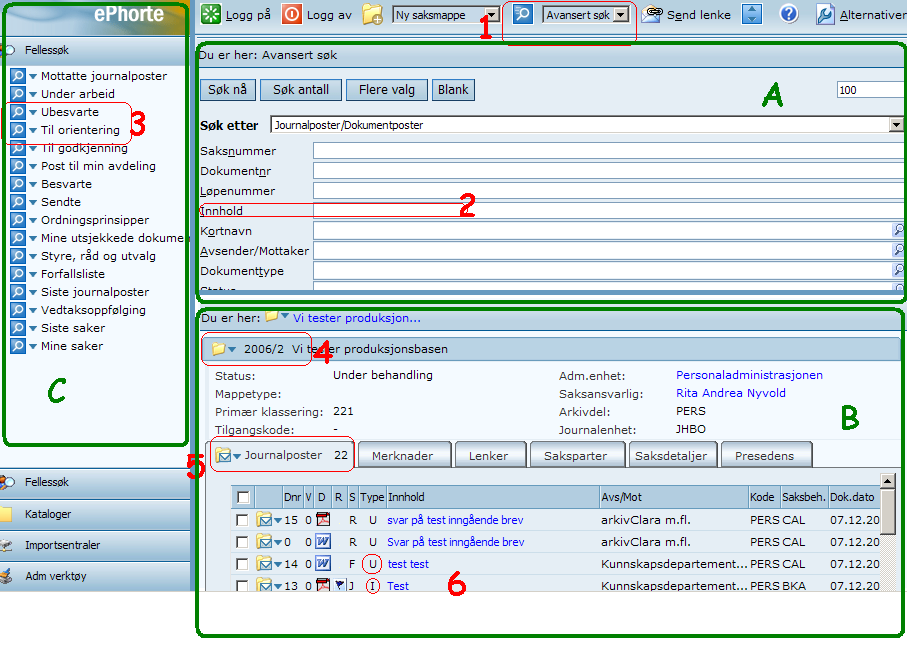 ePhorte
Logg på Logg av Ny saksmappe Avansert søk Send lenke Alternativer
1
Fellessøk
Mottatte journalposter
Under arbeid
Ubesvarte
Til orientering
3
Til godkjenning
Post til min avdeling
Besvarte
Sendte
Ordningsprinsipper
Mine utsjekkede dokumen
Styre, råd og utvalg
Forfallsliste
Siste journalposter
Vedtaksoppfølging
Siste saker
Mine saker
C
Fellessøk
Kataloger
Importsentraler
Adm verktøy
Du er her: Avansert søk
Søk nå Søk antall Flere valg Blank
A
100
Søk etter Journalposter/Dokumentposter
Saksnummer
Dokumentnr
Løpenummer
Innhold
2
Kortnavn
Avsender/Mottaker
Dokumenttype
Status
Du er her: Vi tester produksjon...
2006/2 Vi tester produksjonsbasen
4
Status: Under behandling Adm.enhet: Personaladministrasjonen
Mappetype: Saksansvarlig: Rita Andrea Nyvold
Primær klassering: 221 Arkivdel: PERS
Tilgangskode: - Journalenhet: JHBO
B
5
Journalposter 22 Merknader Lenker Saksparter Saksdetaljer Presedens
Dnr V D R S Type Innhold Avs/Mot Kode Saksbeh. Dok.dato
15 0 R U svar på test inngående brev arkivClara m.fl. PERS CAL 07.12.20
0 0 W R U Svar på test inngående brev arkivClara m.fl. PERS CAL 07.12.20
14 0 W F U test test Kunnskapsdepartement... PERS CAL 07.12.20
13 0 J I Test Kunnskapsdepartement... PERS BKA 07.12.20
6